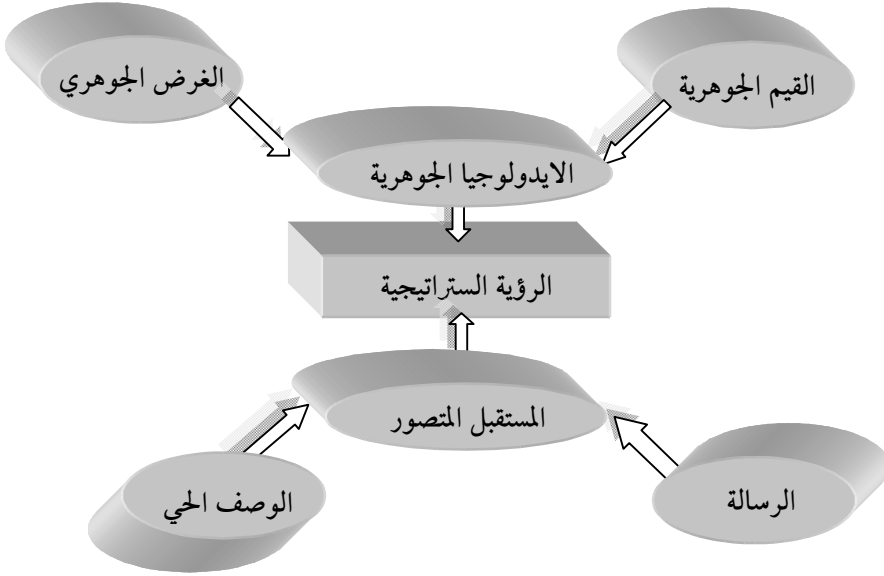 القيم الجوهرية
الغرض الجوهري
الايدولوجيا الجوهرية
الرؤية الستراتيجية
المستقبل المتصور
الرسالة
الوصف الحي